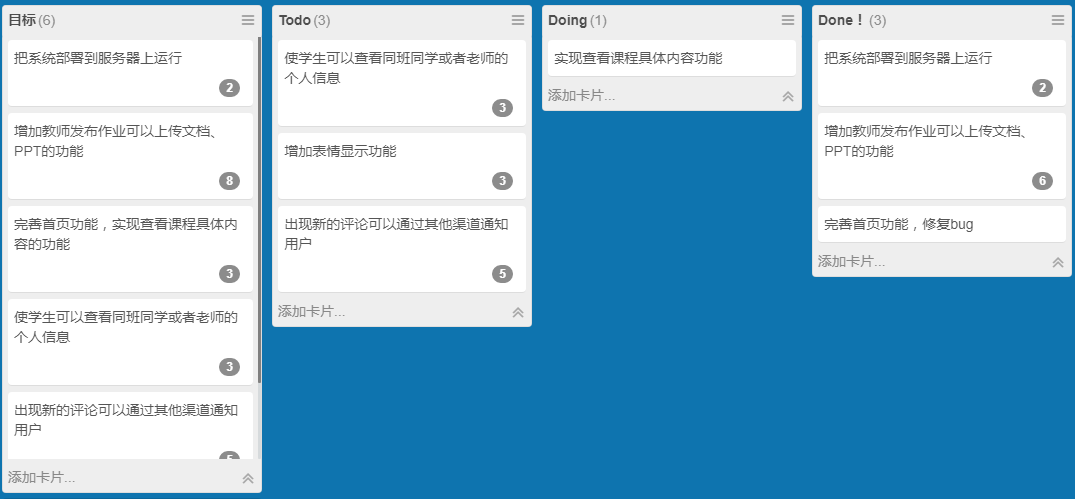 目标(6)
把系统部署到服务器上运行
2
增加教师发布作业可以上传文档、
PPT的功能
8
完善首页功能，实现查看课程具体内
容的功能
3
使学生可以查看同班同学或者老师的
个人信息
3
出现新的评论可以通过其他渠道通知
用户
5
添加卡片...
Todo(3)
使学生可以查看同班同学或者老师的
个人信息
3
增加表情显示功能
3
出现新的评论可以通过其他渠道通知
用户
5
添加卡片...
Doing(1)
实现查看课程具体内容功能
添加卡片...
Done！(3)
把系统部署到服务器上运行
2
增加教师发布作业可以上传文档、
PPT的功能
6
完善首页功能，修复bug
添加卡片...